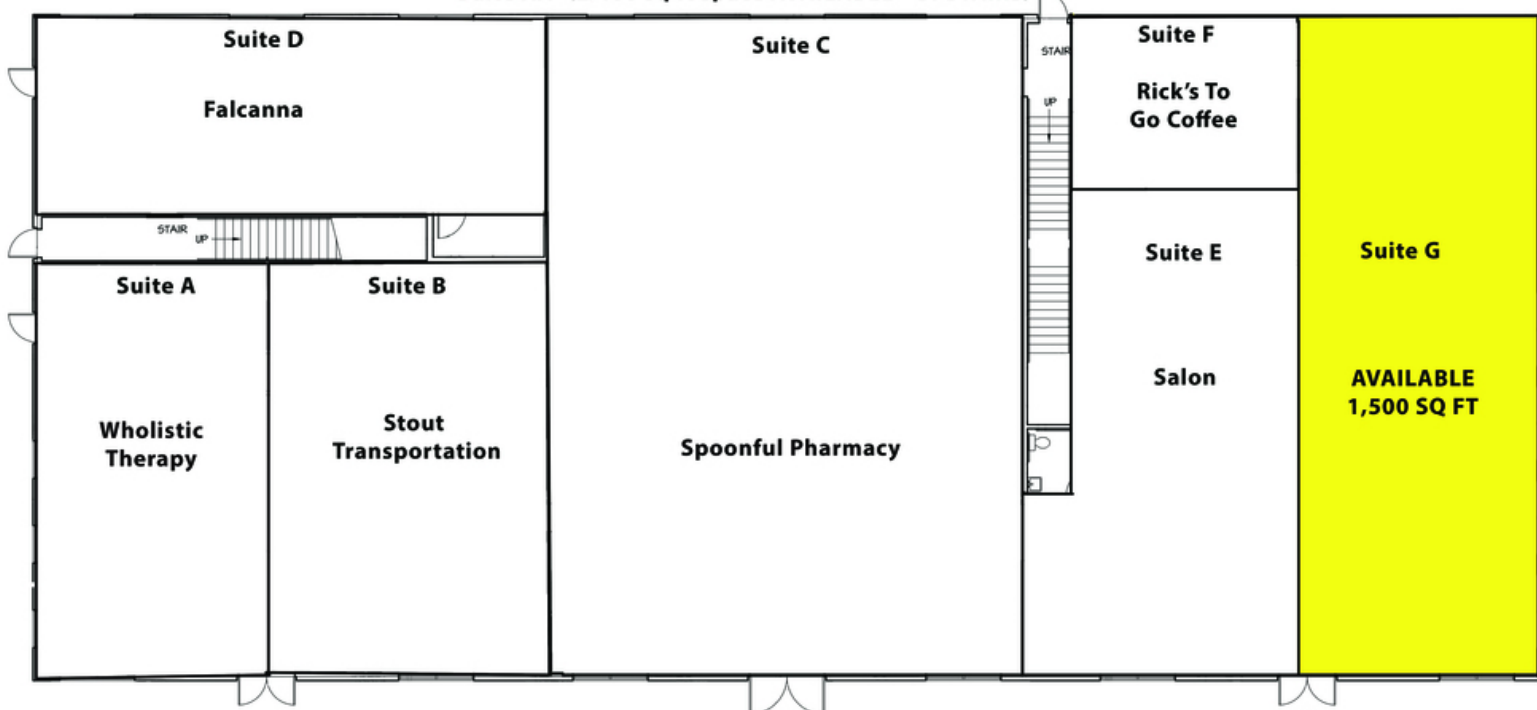 Suite D
Falcanna
STAIR
UP
Suite A
Wholistic
Therapy
Suite B
Stout
Transportation
Suite C
Spoonful Pharmacy
STAIR
UP
Suite F
Rick's To
Go Coffee
Suite E
Salon
Suite G
AVAILABLE
1,500 SQ FT